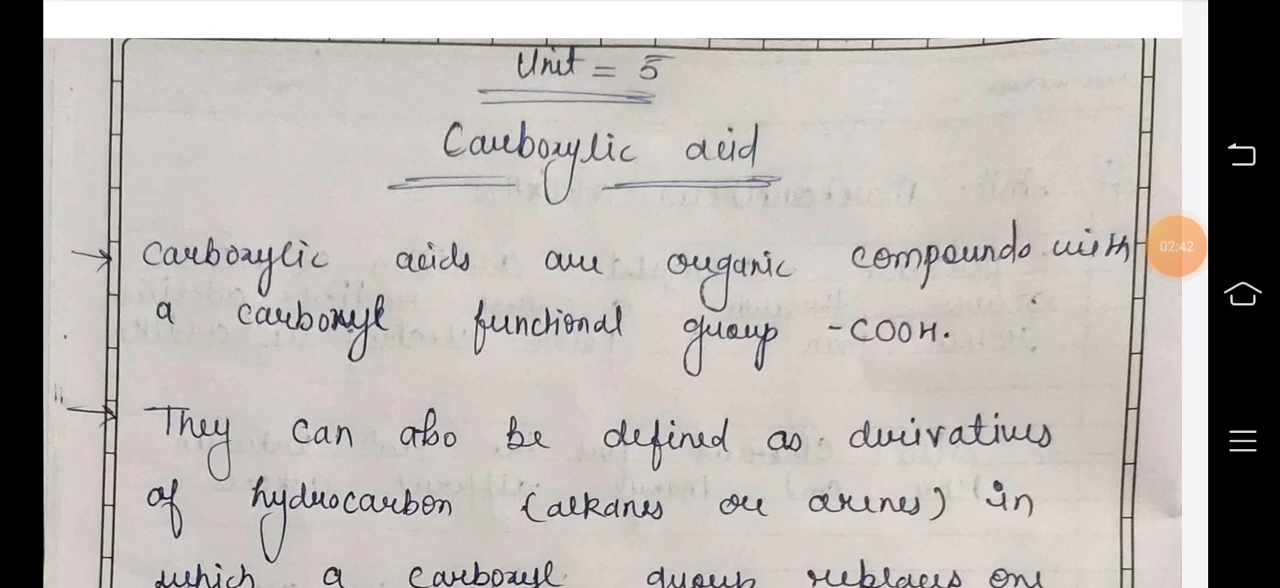 Unit = 5
Carboxylic acid
→ Carboxylic acids are organic compounds with
a carboxyl functional group -COOH.
→ They can also be defined as derivatives
of hydrocarbon (alkanes or arenes) in
which a carboxyl group replaces one
02:42